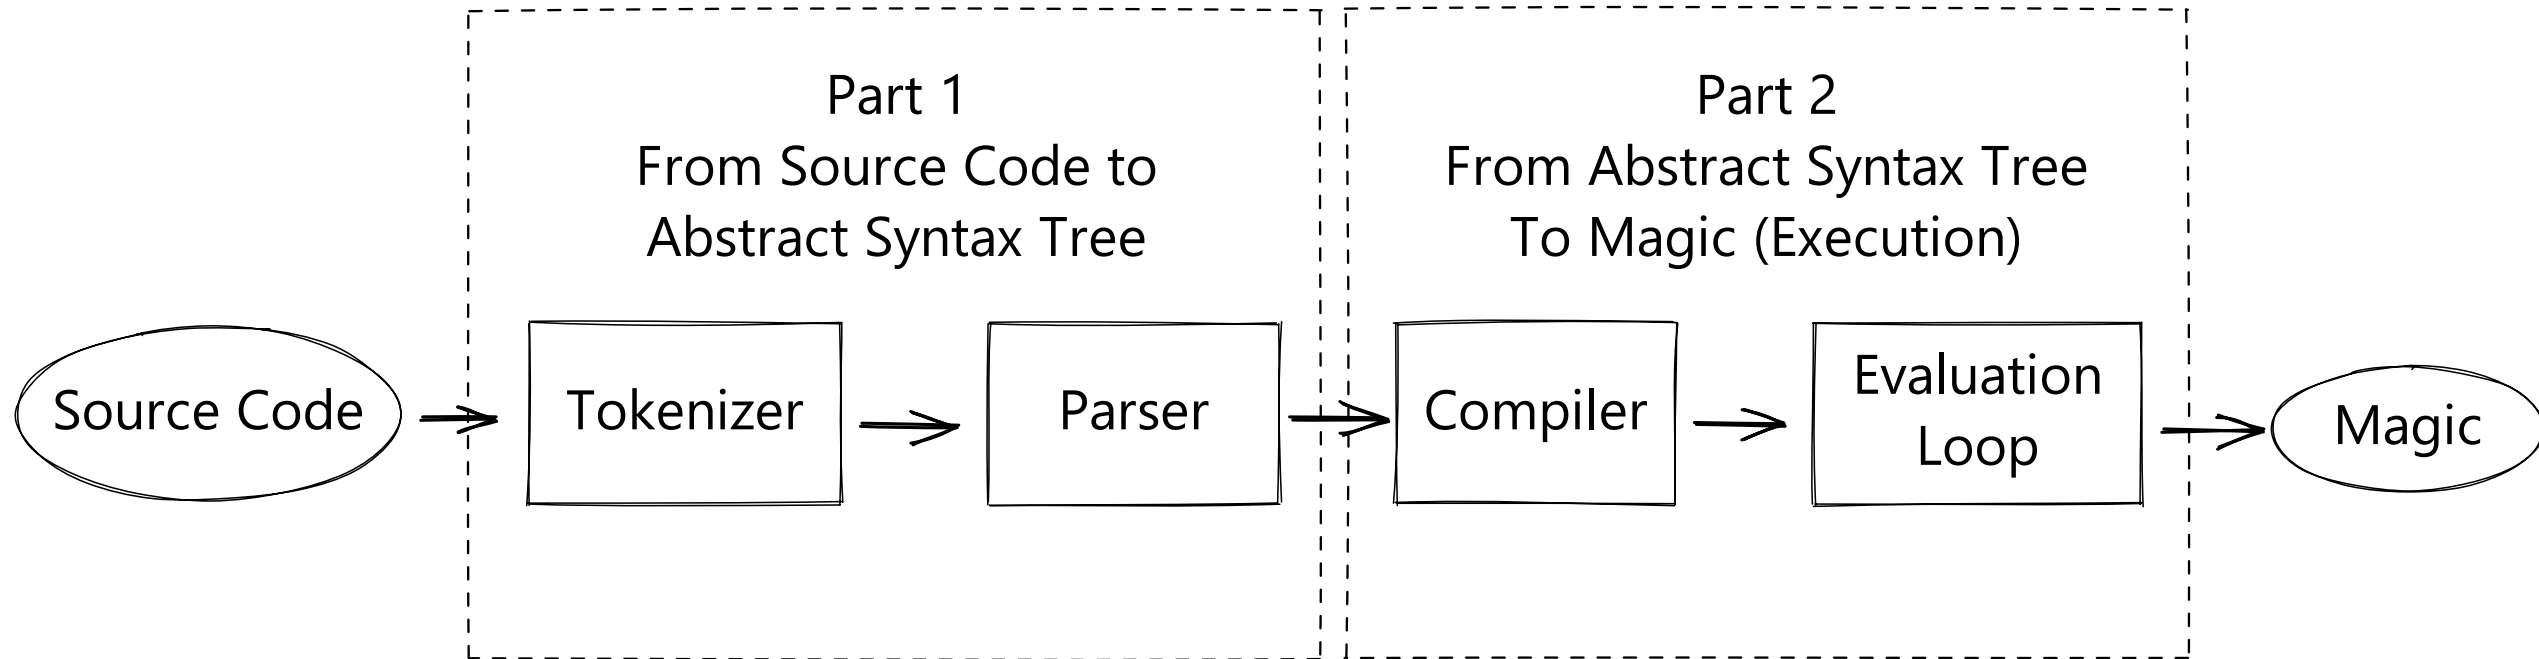 Part 1
From Source Code to
Abstract Syntax Tree
Part 2
From Abstract Syntax Tree
To Magic (Execution)
Source Code
Tokenizer
Parser
Compiler
Evaluation
Loop
Magic